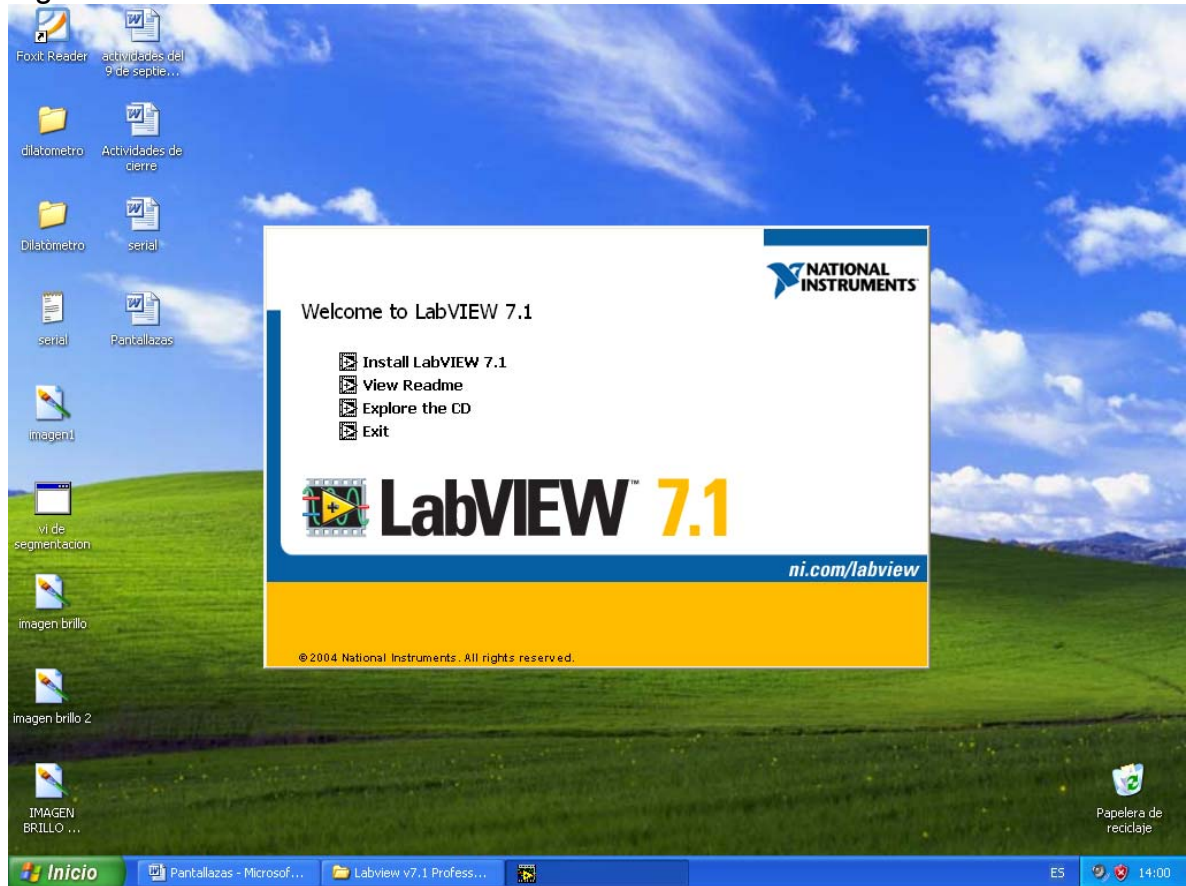 Foxit Reader
actividades del
9 de septie...
dilatometro
Actividades de
cierre
Dilatòmetro
serial
serial
Pantallazas
imagen1
vi de
segmentacion
imagen brillo
imagen brillo 2
IMAGEN
BRILLO ...
NATIONAL
INSTRUMENTS
Welcome to LabVIEW 7.1
Install LabVIEW 7.1
View Readme
Explore the CD
Exit
LabVIEW™ 7.1
ni.com/labview
©2004 National Instruments. All rights reserved.
Papelera de
reciclaje
Inicio
Pantallazas - Microsof...
Labview v7.1 Profess...
ES
14:00